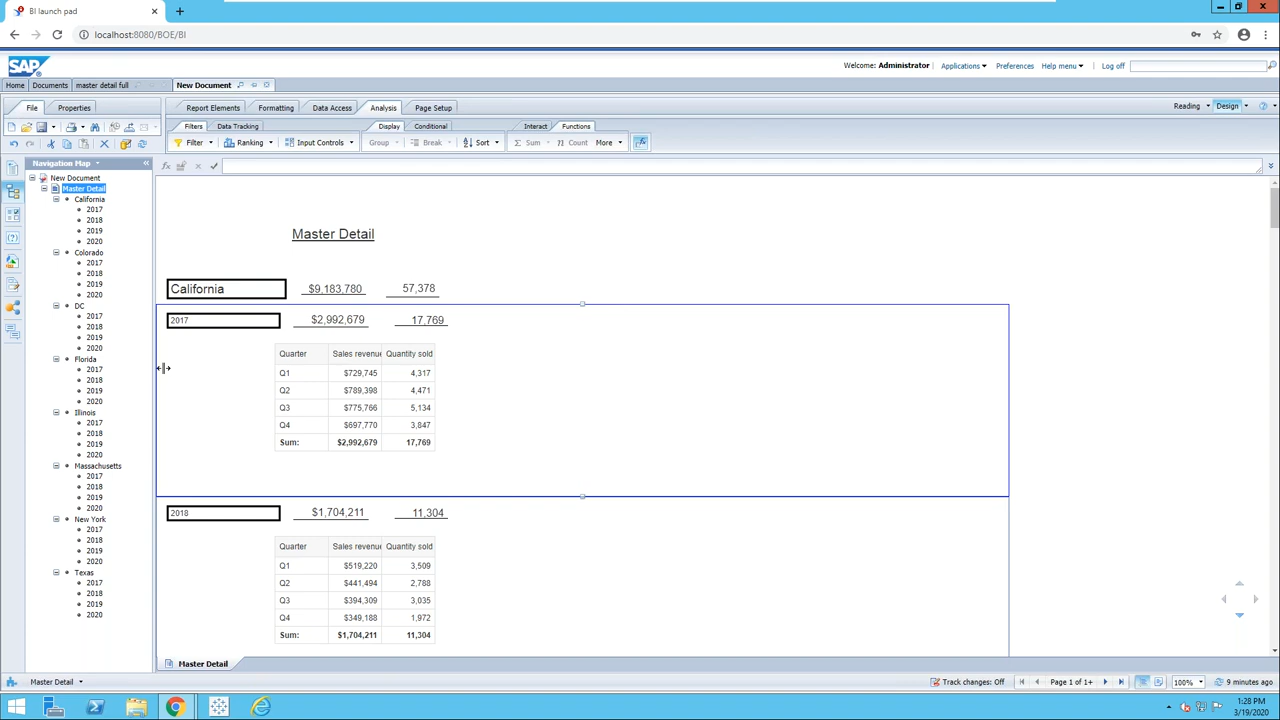 BI launch pad
localhost:8080/BOE/BI
SAP
Welcome: Administrator Applications Preferences Help menu Log off
Home Documents master detail full New Document
File Properties Report Elements Formatting Data Access Analysis Page Setup Reading Design
Filters Data Tracking Display Conditional Interact Functions
Filter Ranking Input Controls Group Break Sort Sum Count More
Navigation Map
New Document
Master Detail
California
2017
2018
2019
2020
Colorado
2017
2018
2019
2020
DC
2017
2018
2019
2020
Florida
2017
2018
2019
2020
Illinois
2017
2018
2019
2020
Massachusetts
2017
2018
2019
2020
New York
2017
2018
2019
2020
Texas
2017
2018
2019
2020
Master Detail
California $9,183,780 57,378
2017 $2,992,679 17,769
Quarter Sales revenue Quantity sold
Q1 $729,745 4,317
Q2 $789,398 4,471
Q3 $775,766 5,134
Q4 $697,770 3,847
Sum: $2,992,679 17,769
2018 $1,704,211 11,304
Quarter Sales revenue Quantity sold
Q1 $519,220 3,509
Q2 $441,494 2,788
Q3 $394,309 3,035
Q4 $349,188 1,972
Sum: $1,704,211 11,304
Master Detail
Master Detail Track changes: Off Page 1 of 1+ 100% 9 minutes ago
1:28 PM
3/19/2020